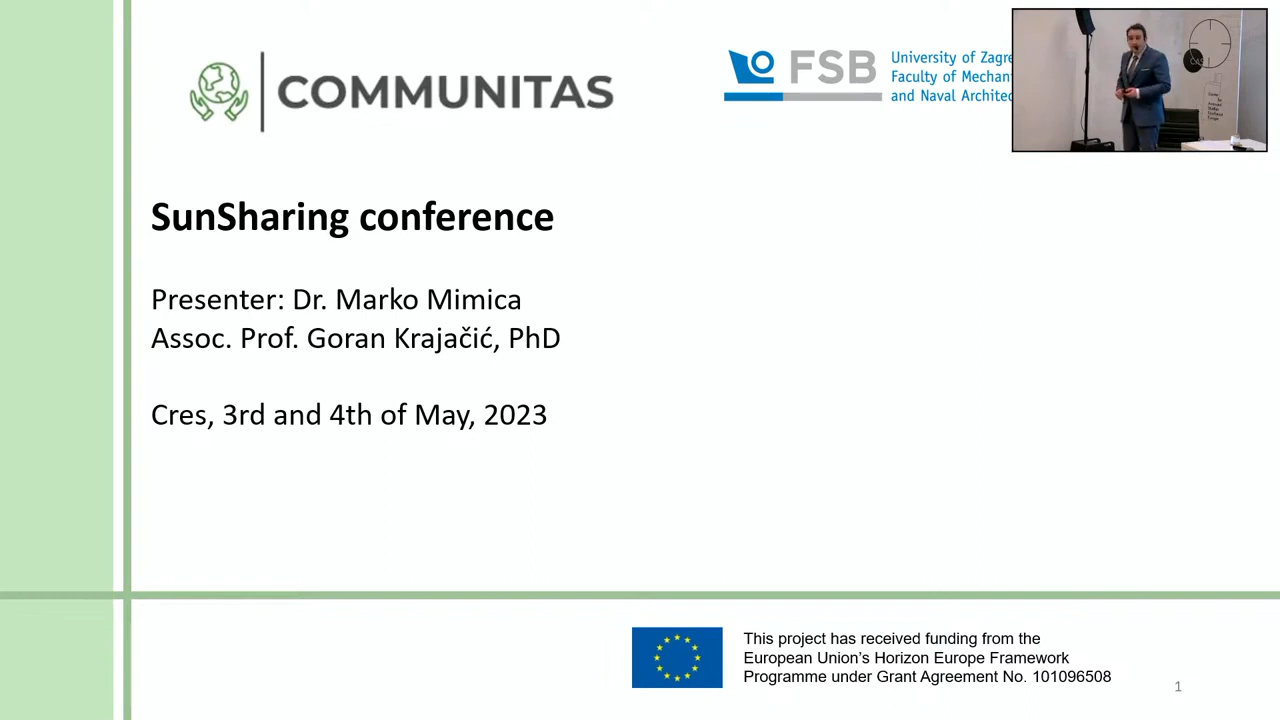 COMMUNITAS
FSB
University of Zagre
Faculty of Mechan
and Naval Architec
CAS
SunSharing conference
Presenter: Dr. Marko Mimica
Assoc. Prof. Goran Krajačić, PhD
Cres, 3rd and 4th of May, 2023
This project has received funding from the
European Union's Horizon Europe Framework
Programme under Grant Agreement No. 101096508
1